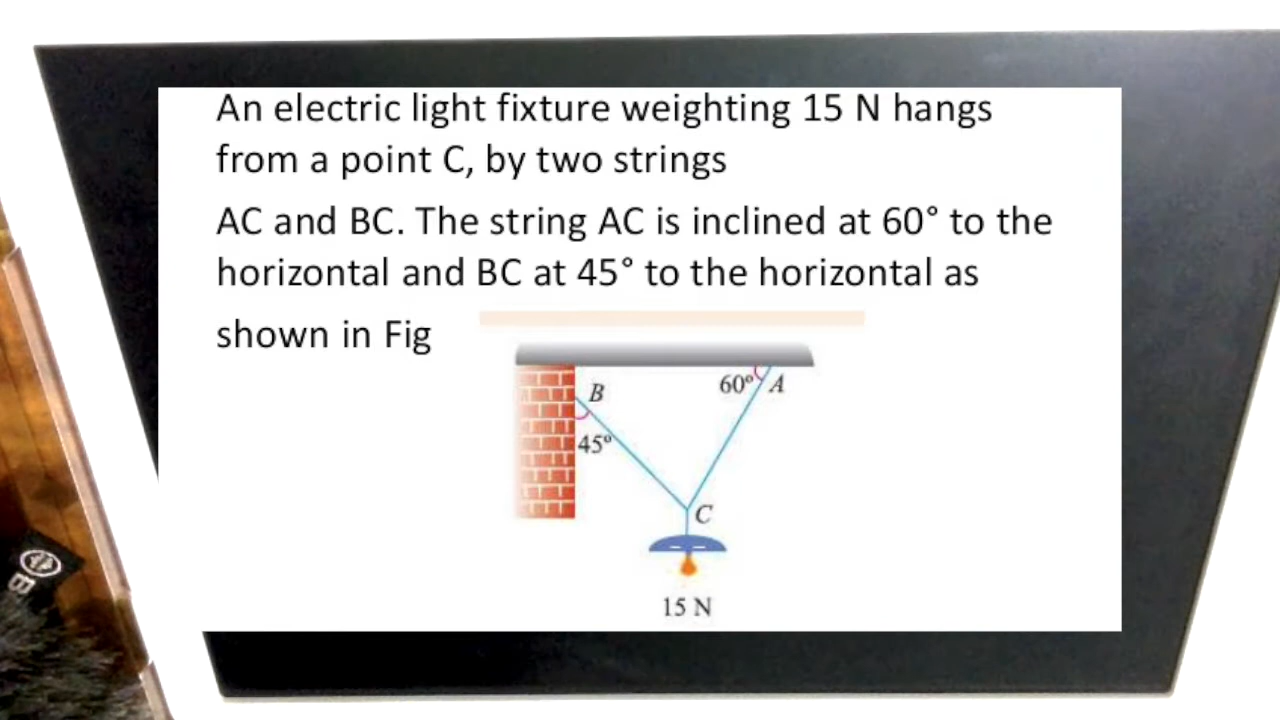 An electric light fixture weighting 15 N hangs
from a point C, by two strings
AC and BC. The string AC is inclined at 60° to the
horizontal and BC at 45° to the horizontal as
shown in Fig
60° A
B
45°
C
15 N